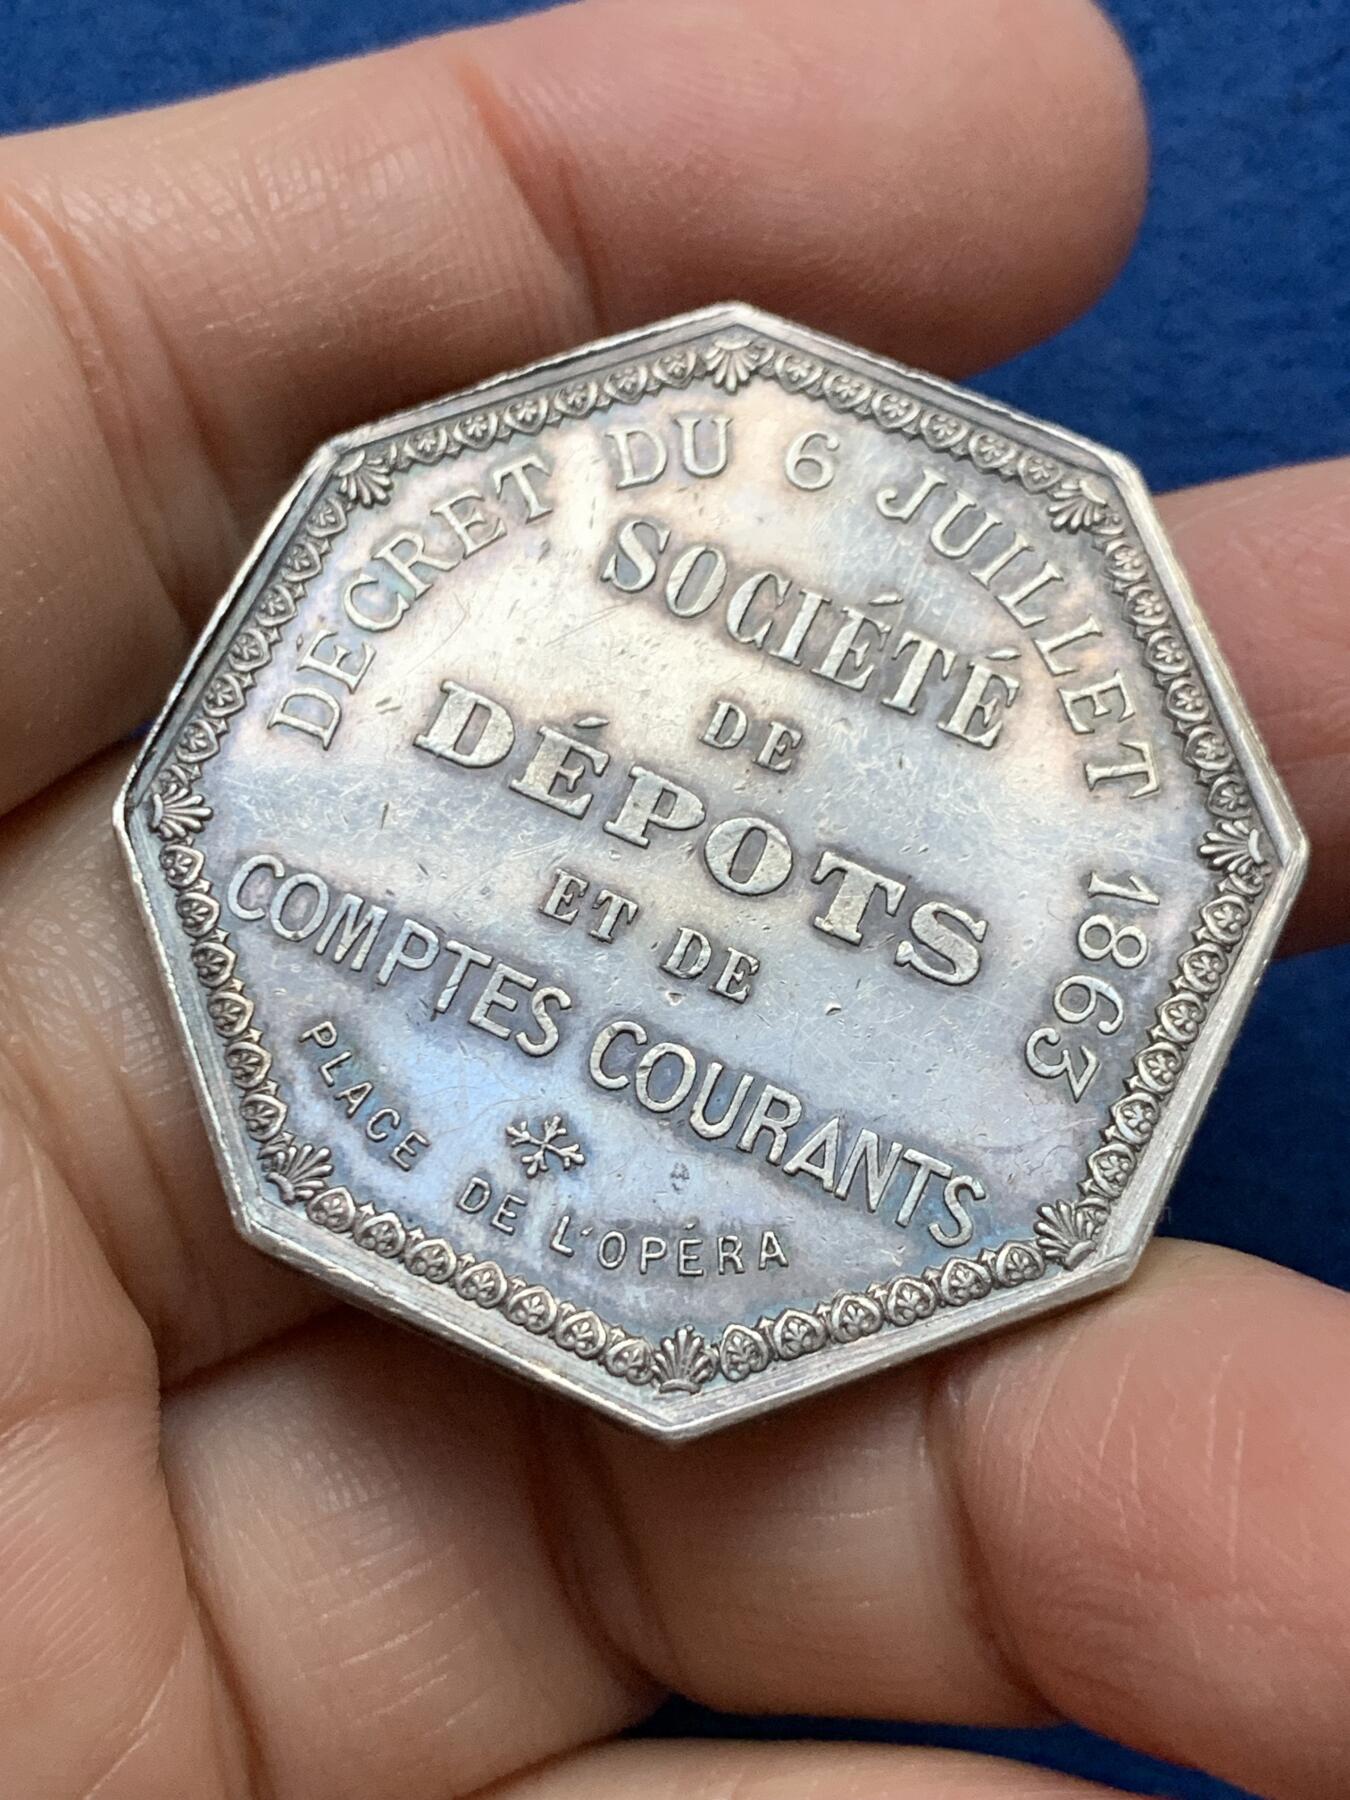 DÉCRET DU 6 JUILLET 1863
SOCIÉTÉ
DE
DÉPOTS
ET DE
COMPTES COURANTS
PLACE DE L'OPÉRA